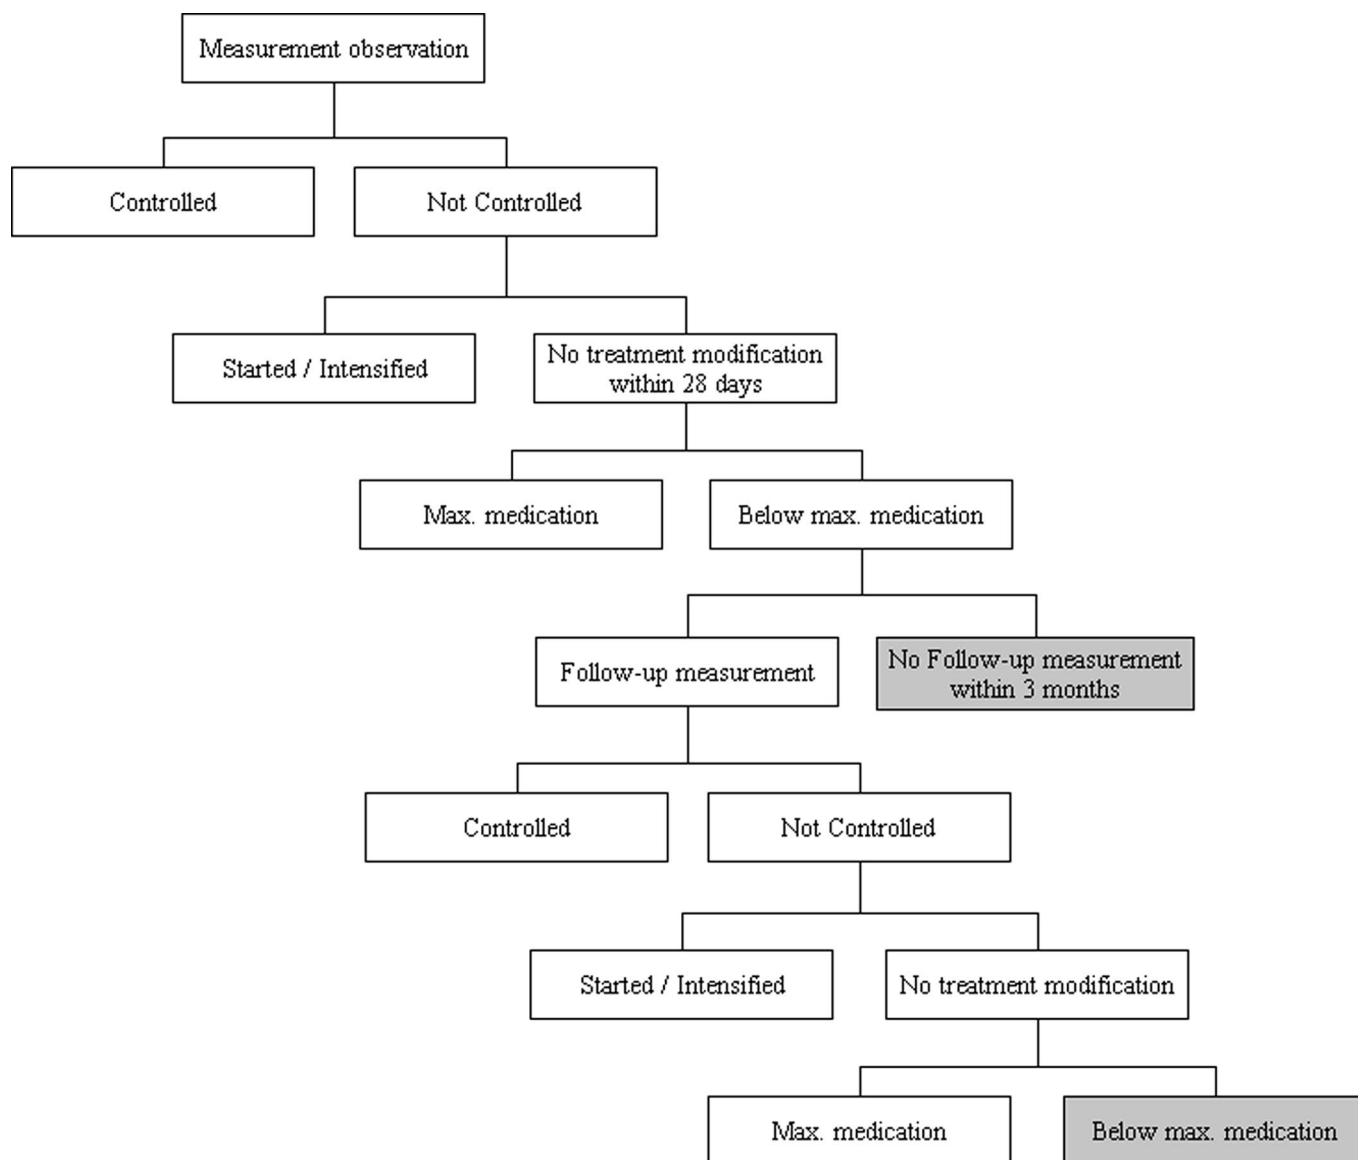 Measurement observation
Controlled
Not Controlled
Started / Intensified
No treatment modification
within 28 days
Max. medication
Below max. medication
Follow-up measurement
No Follow-up measurement
within 3 months
Controlled
Not Controlled
Started / Intensified
No treatment modification
Max. medication
Below max. medication